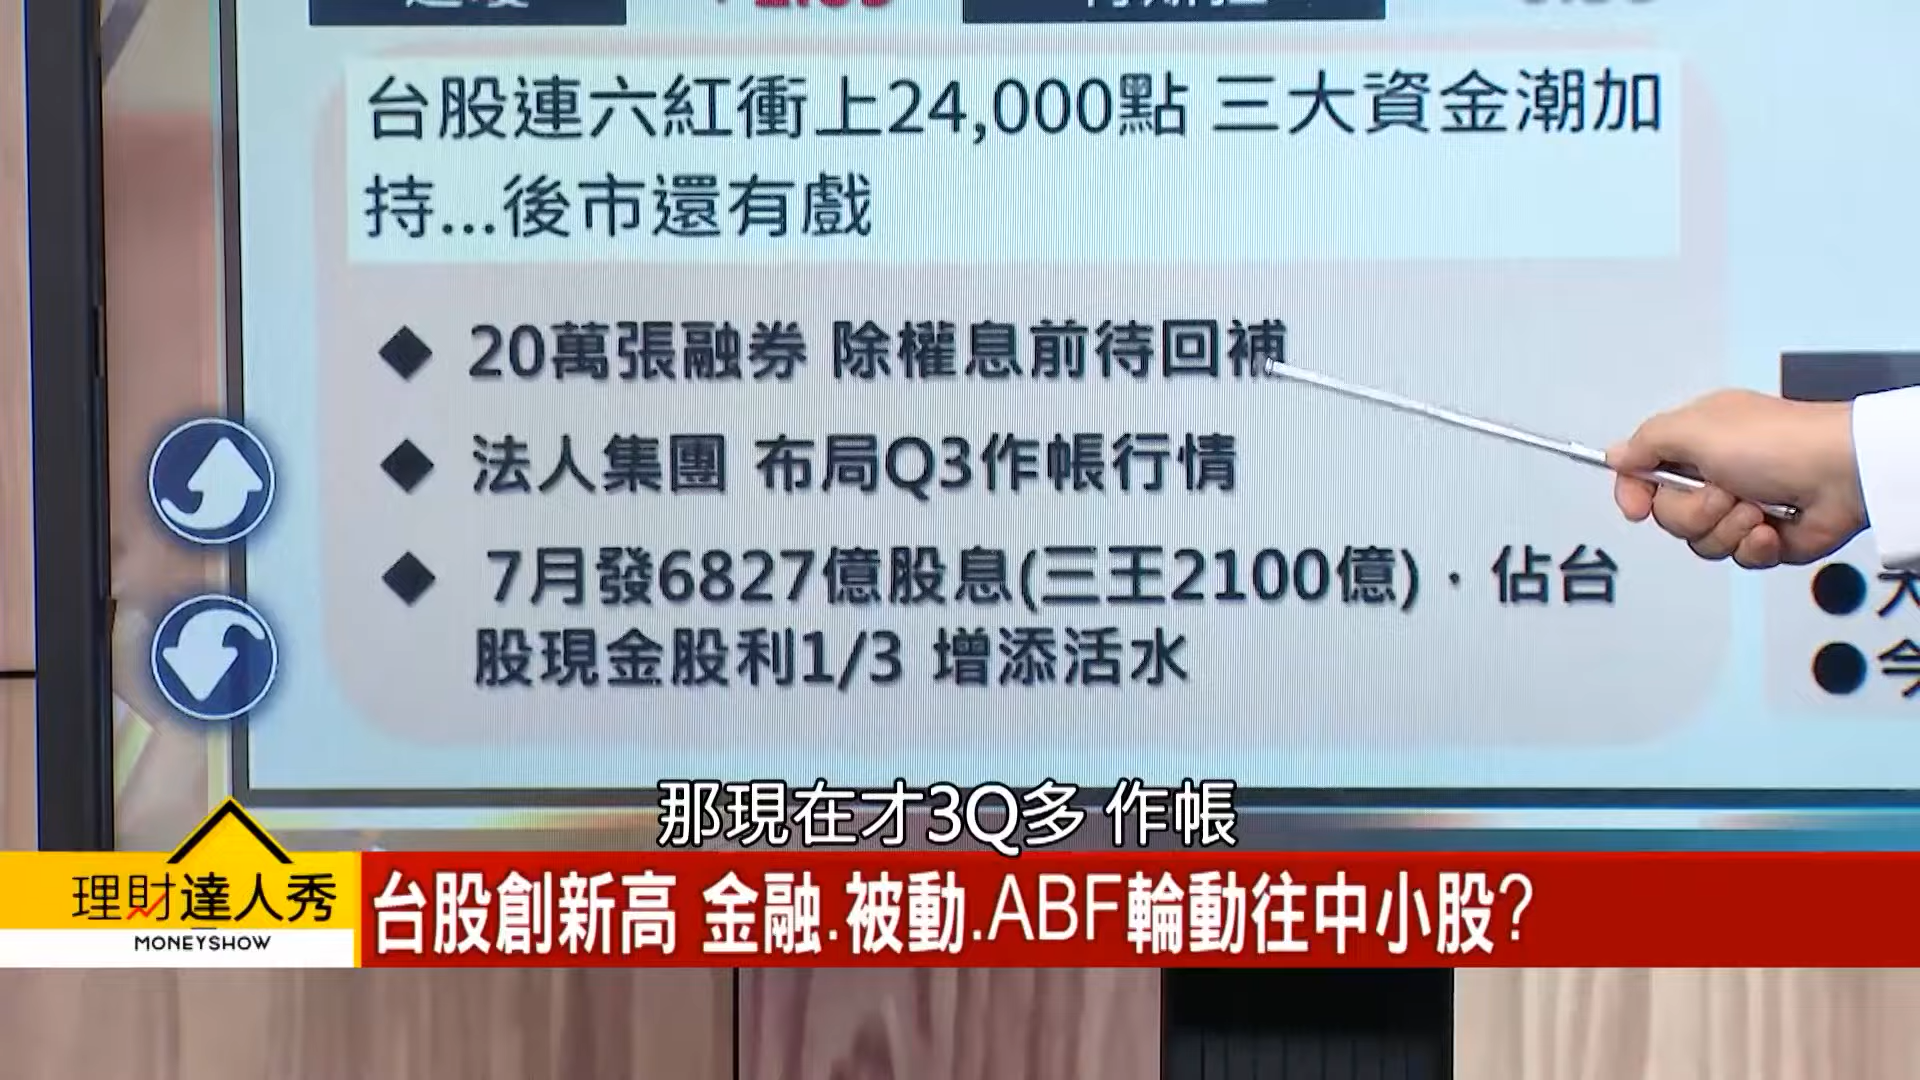 台股連六紅衝上24,000點 三大資金潮加
持...後市還有戲
◆ 20萬張融券 除權息前待回補
◆ 法人集團 布局Q3作帳行情
◆ 7月發6827億股息(三王2100億)．佔台
股現金股利1/3 增添活水
那現在才3Q多 作帳
理財達人秀
MONEYSHOW
台股創新高 金融.被動.ABF輪動往中小股?